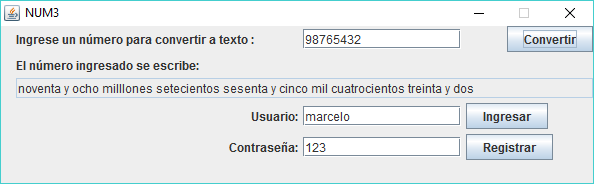 NUM3
Ingrese un número para convertir a texto : 98765432 Convertir
El número ingresado se escribe:
noventa y ocho milllones setecientos sesenta y cinco mil cuatrocientos treinta y dos
Usuario: marcelo Ingresar
Contraseña: 123 Registrar